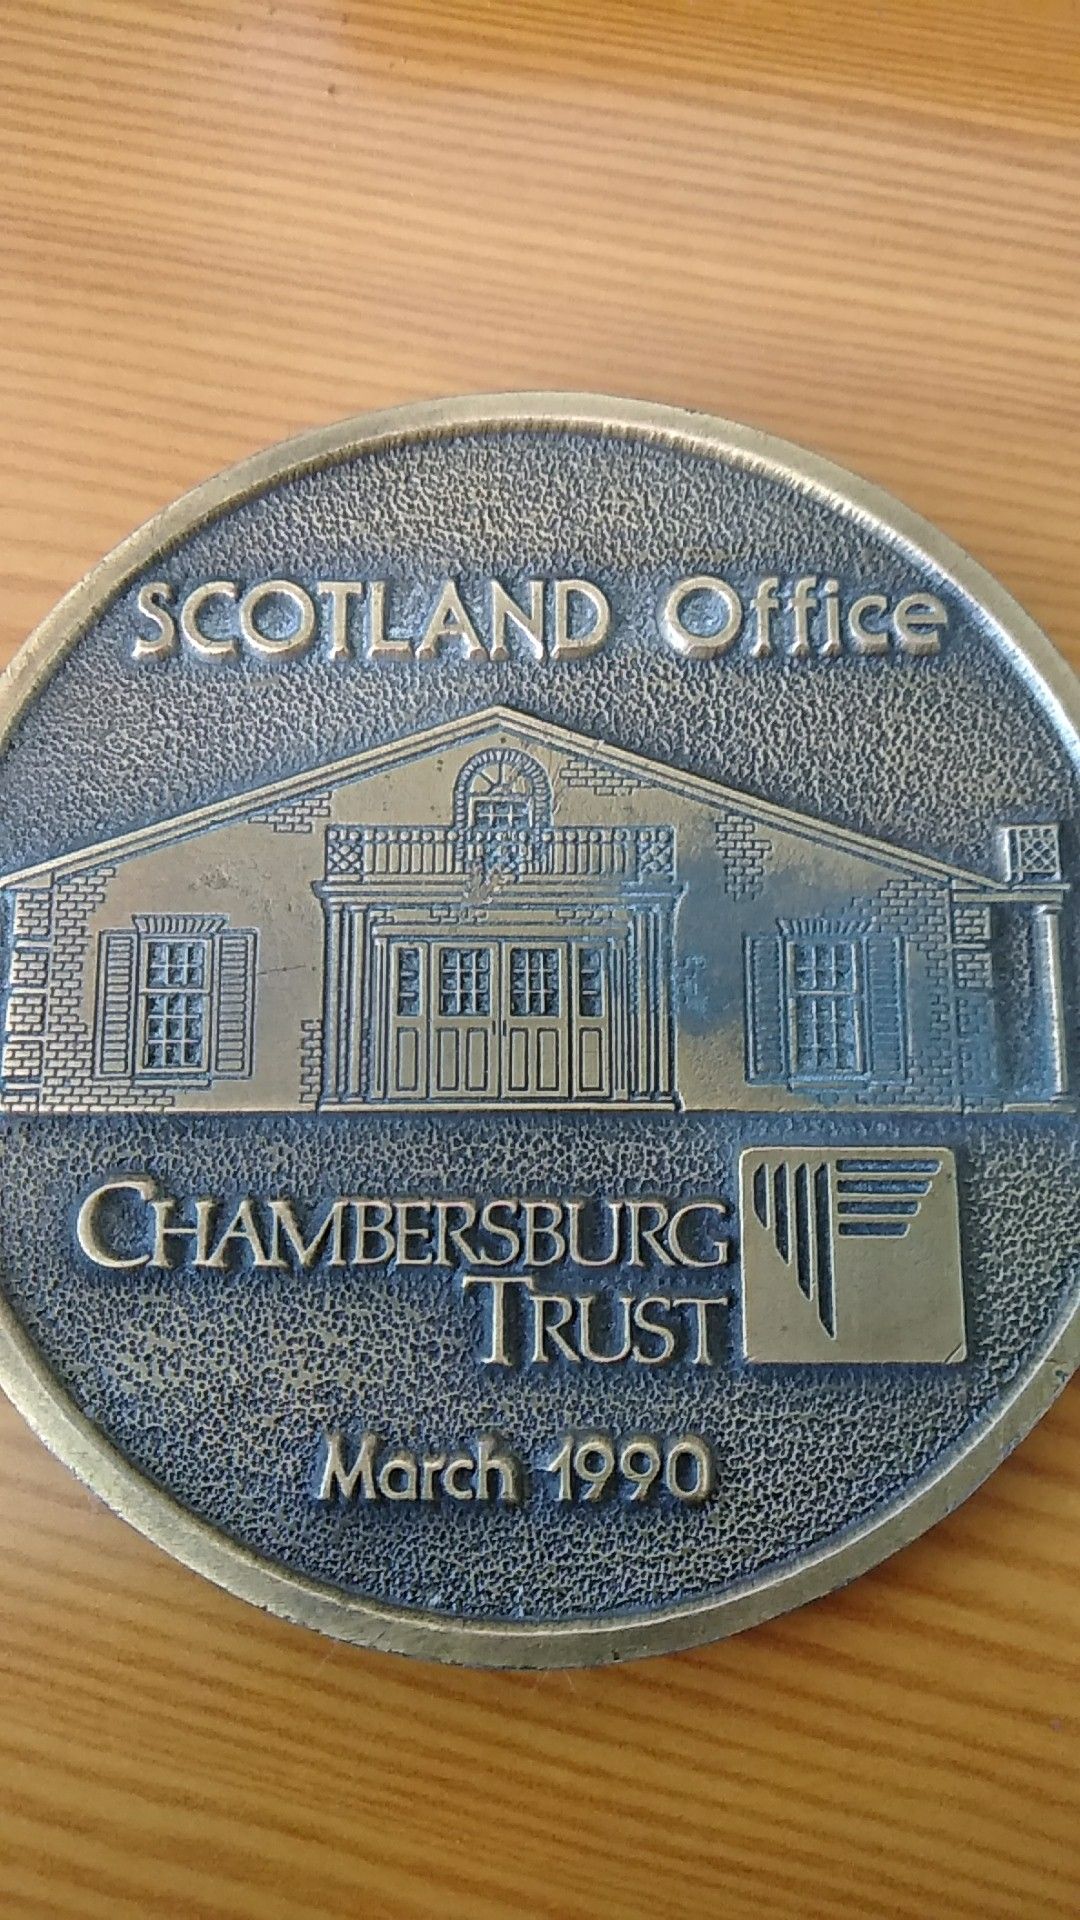 SCOTLAND Office
CHAMBERSBURG
TRUST
March 1990